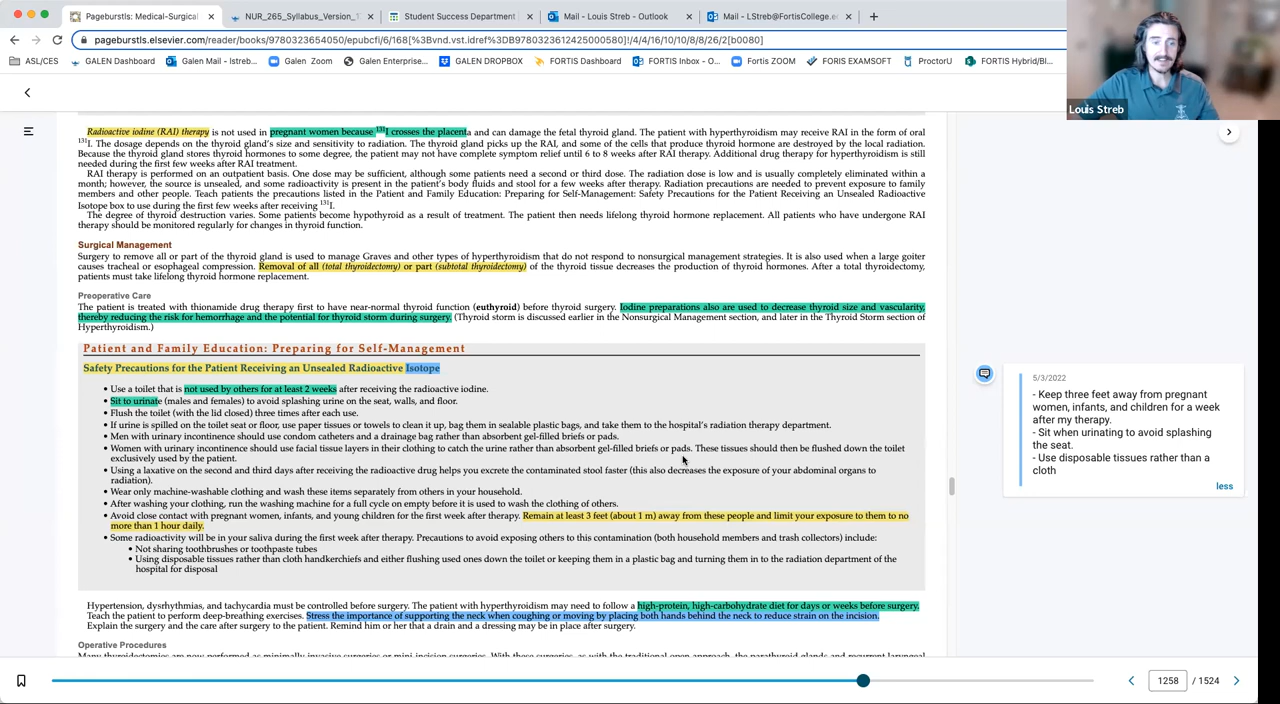 Pageburstls: Medical-Surgical
NUR_265_Syllabus_Version_1
Student Success Department
Mail - Louis Streb - Outlook
Mail - LStreb@FortisCollege.e
pageburstls.elsevier.com/reader/books/9780323654050/epubcfi/6/168[%3Bvnd.vst.idref%3DB9780323612425000580]!/4/4/16/10/10/8/8/26/2[b0080]
ASL/CES
GALEN Dashboard
Galen Mail - lstreb...
Galen Zoom
Galen Enterprise...
GALEN DROPBOX
FORTIS Dashboard
FORTIS Inbox - O...
Fortis ZOOM
FORIS EXAMSOFT
ProctorU
FORTIS Hybrid/Bl...
Louis Streb
Radioactive iodine (RAI) therapy is not used in pregnant women because 131I crosses the placenta and can damage the fetal thyroid gland. The patient with hyperthyroidism may receive RAI in the form of oral
131I. The dosage depends on the thyroid gland's size and sensitivity to radiation. The thyroid gland picks up the RAI, and some of the cells that produce thyroid hormone are destroyed by the local radiation.
Because the thyroid gland stores thyroid hormones to some degree, the patient may not have complete symptom relief until 6 to 8 weeks after RAI therapy. Additional drug therapy for hyperthyroidism is still
needed during the first few weeks after RAI treatment.
RAI therapy is performed on an outpatient basis. One dose may be sufficient, although some patients need a second or third dose. The radiation dose is low and is usually completely eliminated within a
month; however, the source is unsealed, and some radioactivity is present in the patient's body fluids and stool for a few weeks after therapy. Radiation precautions are needed to prevent exposure to family
members and other people. Teach patients the precautions listed in the Patient and Family Education: Preparing for Self-Management: Safety Precautions for the Patient Receiving an Unsealed Radioactive
Isotope box to use during the first few weeks after receiving 131I.
The degree of thyroid destruction varies. Some patients become hypothyroid as a result of treatment. The patient then needs lifelong thyroid hormone replacement. All patients who have undergone RAI
therapy should be monitored regularly for changes in thyroid function.
Surgical Management
Surgery to remove all or part of the thyroid gland is used to manage Graves and other types of hyperthyroidism that do not respond to nonsurgical management strategies. It is also used when a large goiter
causes tracheal or esophageal compression. Removal of all (total thyroidectomy) or part (subtotal thyroidectomy) of the thyroid tissue decreases the production of thyroid hormones. After a total thyroidectomy,
patients must take lifelong thyroid hormone replacement.
Preoperative Care
The patient is treated with thionamide drug therapy first to have near-normal thyroid function (euthyroid) before thyroid surgery. Iodine preparations also are used to decrease thyroid size and vascularity,
thereby reducing the risk for hemorrhage and the potential for thyroid storm during surgery. (Thyroid storm is discussed earlier in the Nonsurgical Management section, and later in the Thyroid Storm section of
Hyperthyroidism.)
Patient and Family Education: Preparing for Self-Management
Safety Precautions for the Patient Receiving an Unsealed Radioactive Isotope
• Use a toilet that is not used by others for at least 2 weeks after receiving the radioactive iodine.
• Sit to urinate (males and females) to avoid splashing urine on the seat, walls, and floor.
• Flush the toilet (with the lid closed) three times after each use.
• If urine is spilled on the toilet seat or floor, use paper tissues or towels to clean it up, bag them in sealable plastic bags, and take them to the hospital's radiation therapy department.
• Men with urinary incontinence should use condom catheters and a drainage bag rather than absorbent gel-filled briefs or pads.
• Women with urinary incontinence should use facial tissue layers in their clothing to catch the urine rather than absorbent gel-filled briefs or pads. These tissues should then be flushed down the toilet
exclusively used by the patient.
• Using a laxative on the second and third days after receiving the radioactive drug helps you excrete the contaminated stool faster (this also decreases the exposure of your abdominal organs to
radiation).
• Wear only machine-washable clothing and wash these items separately from others in your household.
• After washing your clothing, run the washing machine for a full cycle on empty before it is used to wash the clothing of others.
• Avoid close contact with pregnant women, infants, and young children for the first week after therapy. Remain at least 3 feet (about 1 m) away from these people and limit your exposure to them to no
more than 1 hour daily.
• Some radioactivity will be in your saliva during the first week after therapy. Precautions to avoid exposing others to this contamination (both household members and trash collectors) include:
• Not sharing toothbrushes or toothpaste tubes
• Using disposable tissues rather than cloth handkerchiefs and either flushing used ones down the toilet or keeping them in a plastic bag and turning them in to the radiation department of the
hospital for disposal
5/3/2022
- Keep three feet away from pregnant
women, infants, and children for a week
after my therapy.
- Sit when urinating to avoid splashing
the seat.
- Use disposable tissues rather than a
cloth
less
Hypertension, dysrhythmias, and tachycardia must be controlled before surgery. The patient with hyperthyroidism may need to follow a high-protein, high-carbohydrate diet for days or weeks before surgery.
Teach the patient to perform deep-breathing exercises. Stress the importance of supporting the neck when coughing or moving by placing both hands behind the neck to reduce strain on the incision.
Explain the surgery and the care after surgery to the patient. Remind him or her that a drain and a dressing may be in place after surgery.
Operative Procedures
Many thyroidectomies are now performed as minimally invasive surgeries or mini-incision surgeries. With these surgeries, as with the traditional open approach, the parathyroid glands and recurrent laryngeal
1258 / 1524